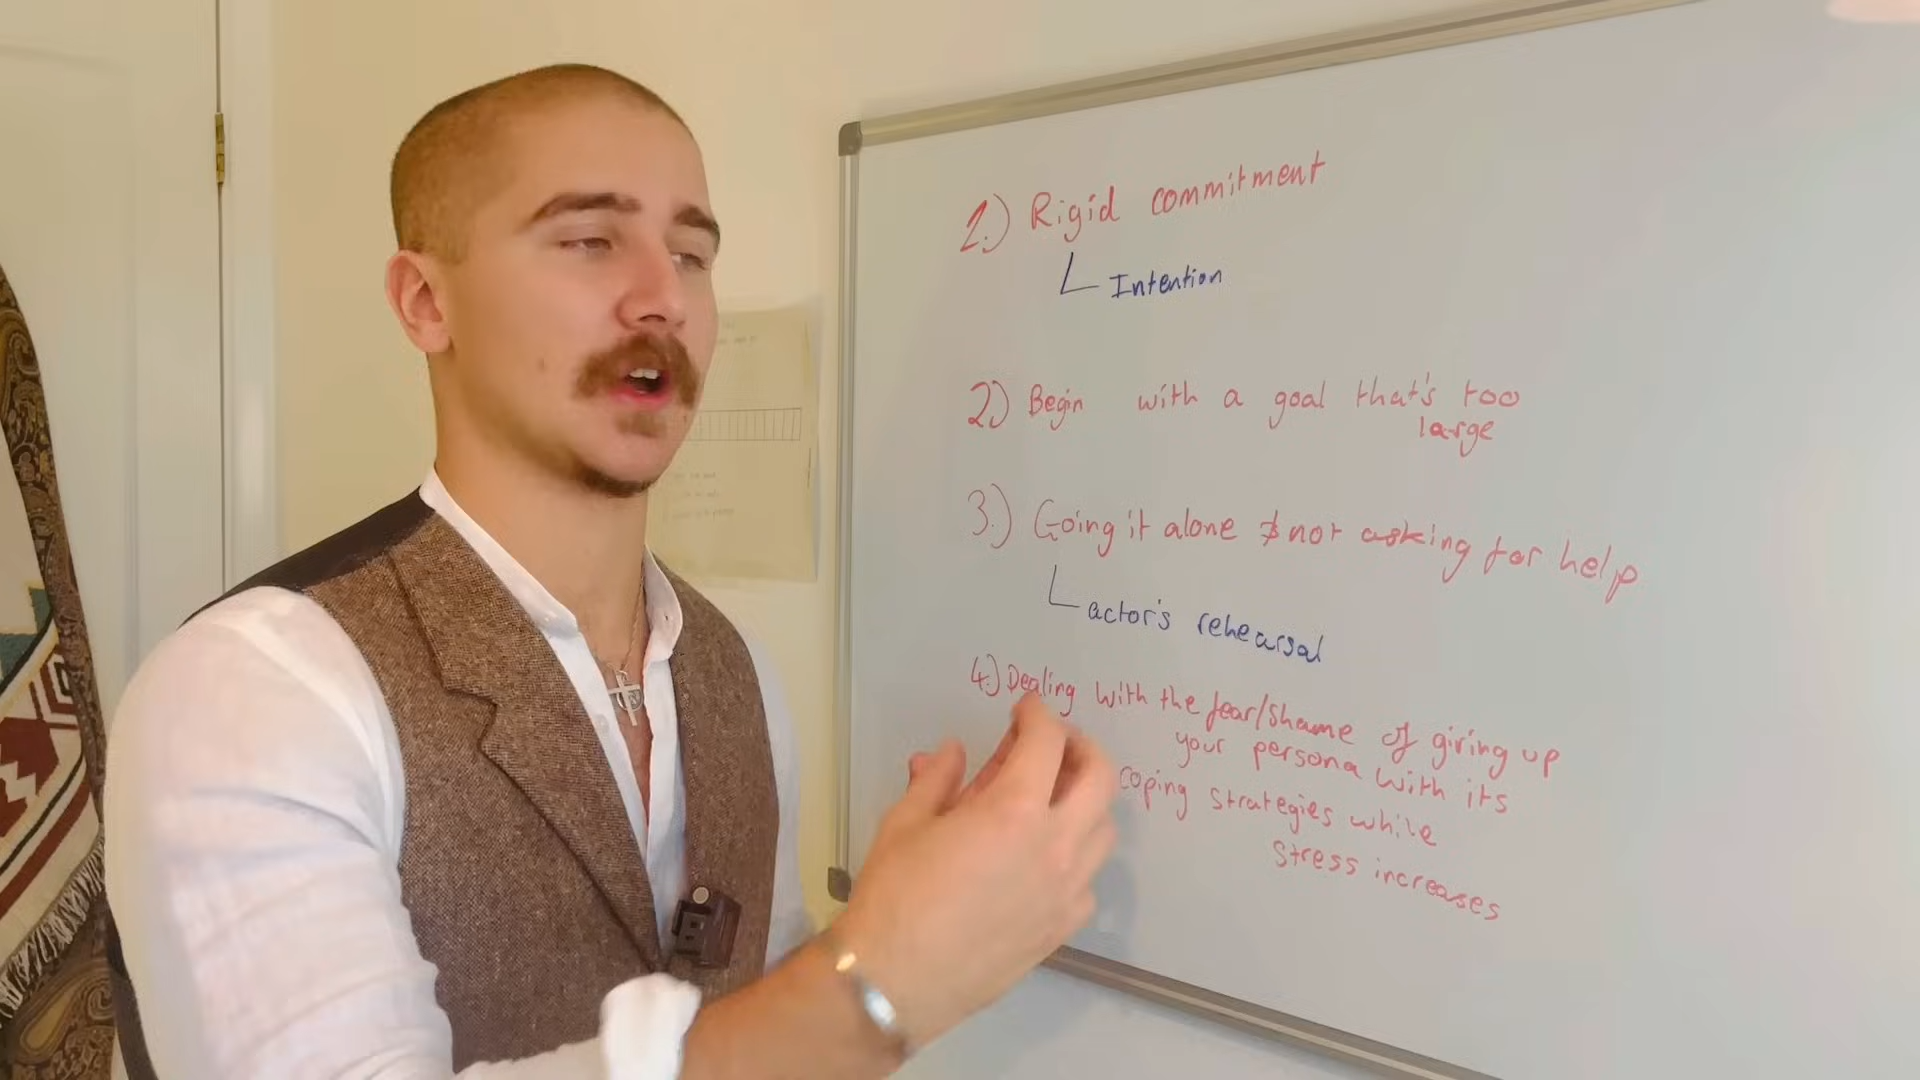 1.) Rigid commitment
Intention
2) Begin with a goal that's too
large
3.) Going it alone & not asking for help
actor's rehearsal
4.) Dealing with the fear/shame of giving up
your persona with its
coping strategies while
stress increases